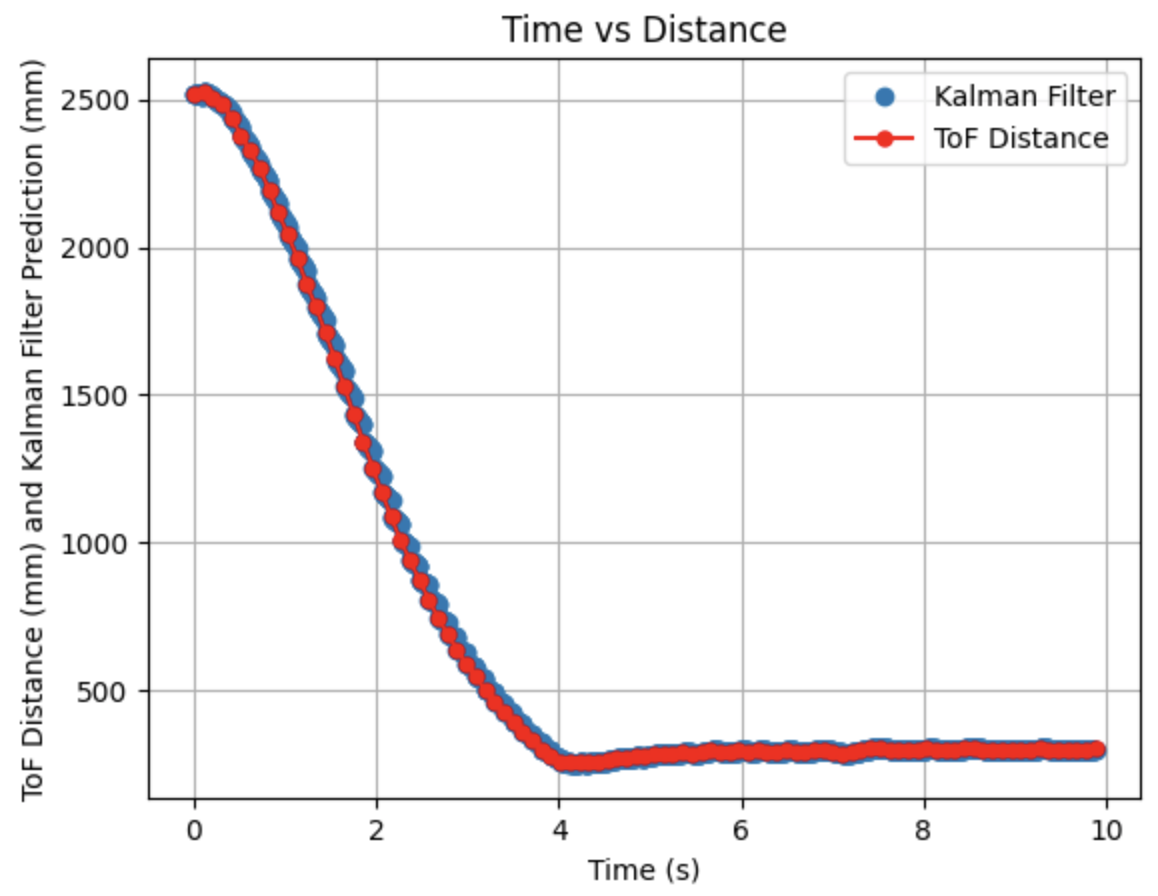 Time vs Distance
Kalman Filter
ToF Distance
ToF Distance (mm) and Kalman Filter Prediction (mm)
2500
2000
1500
1000
500
0 2 4 6 8 10
Time (s)